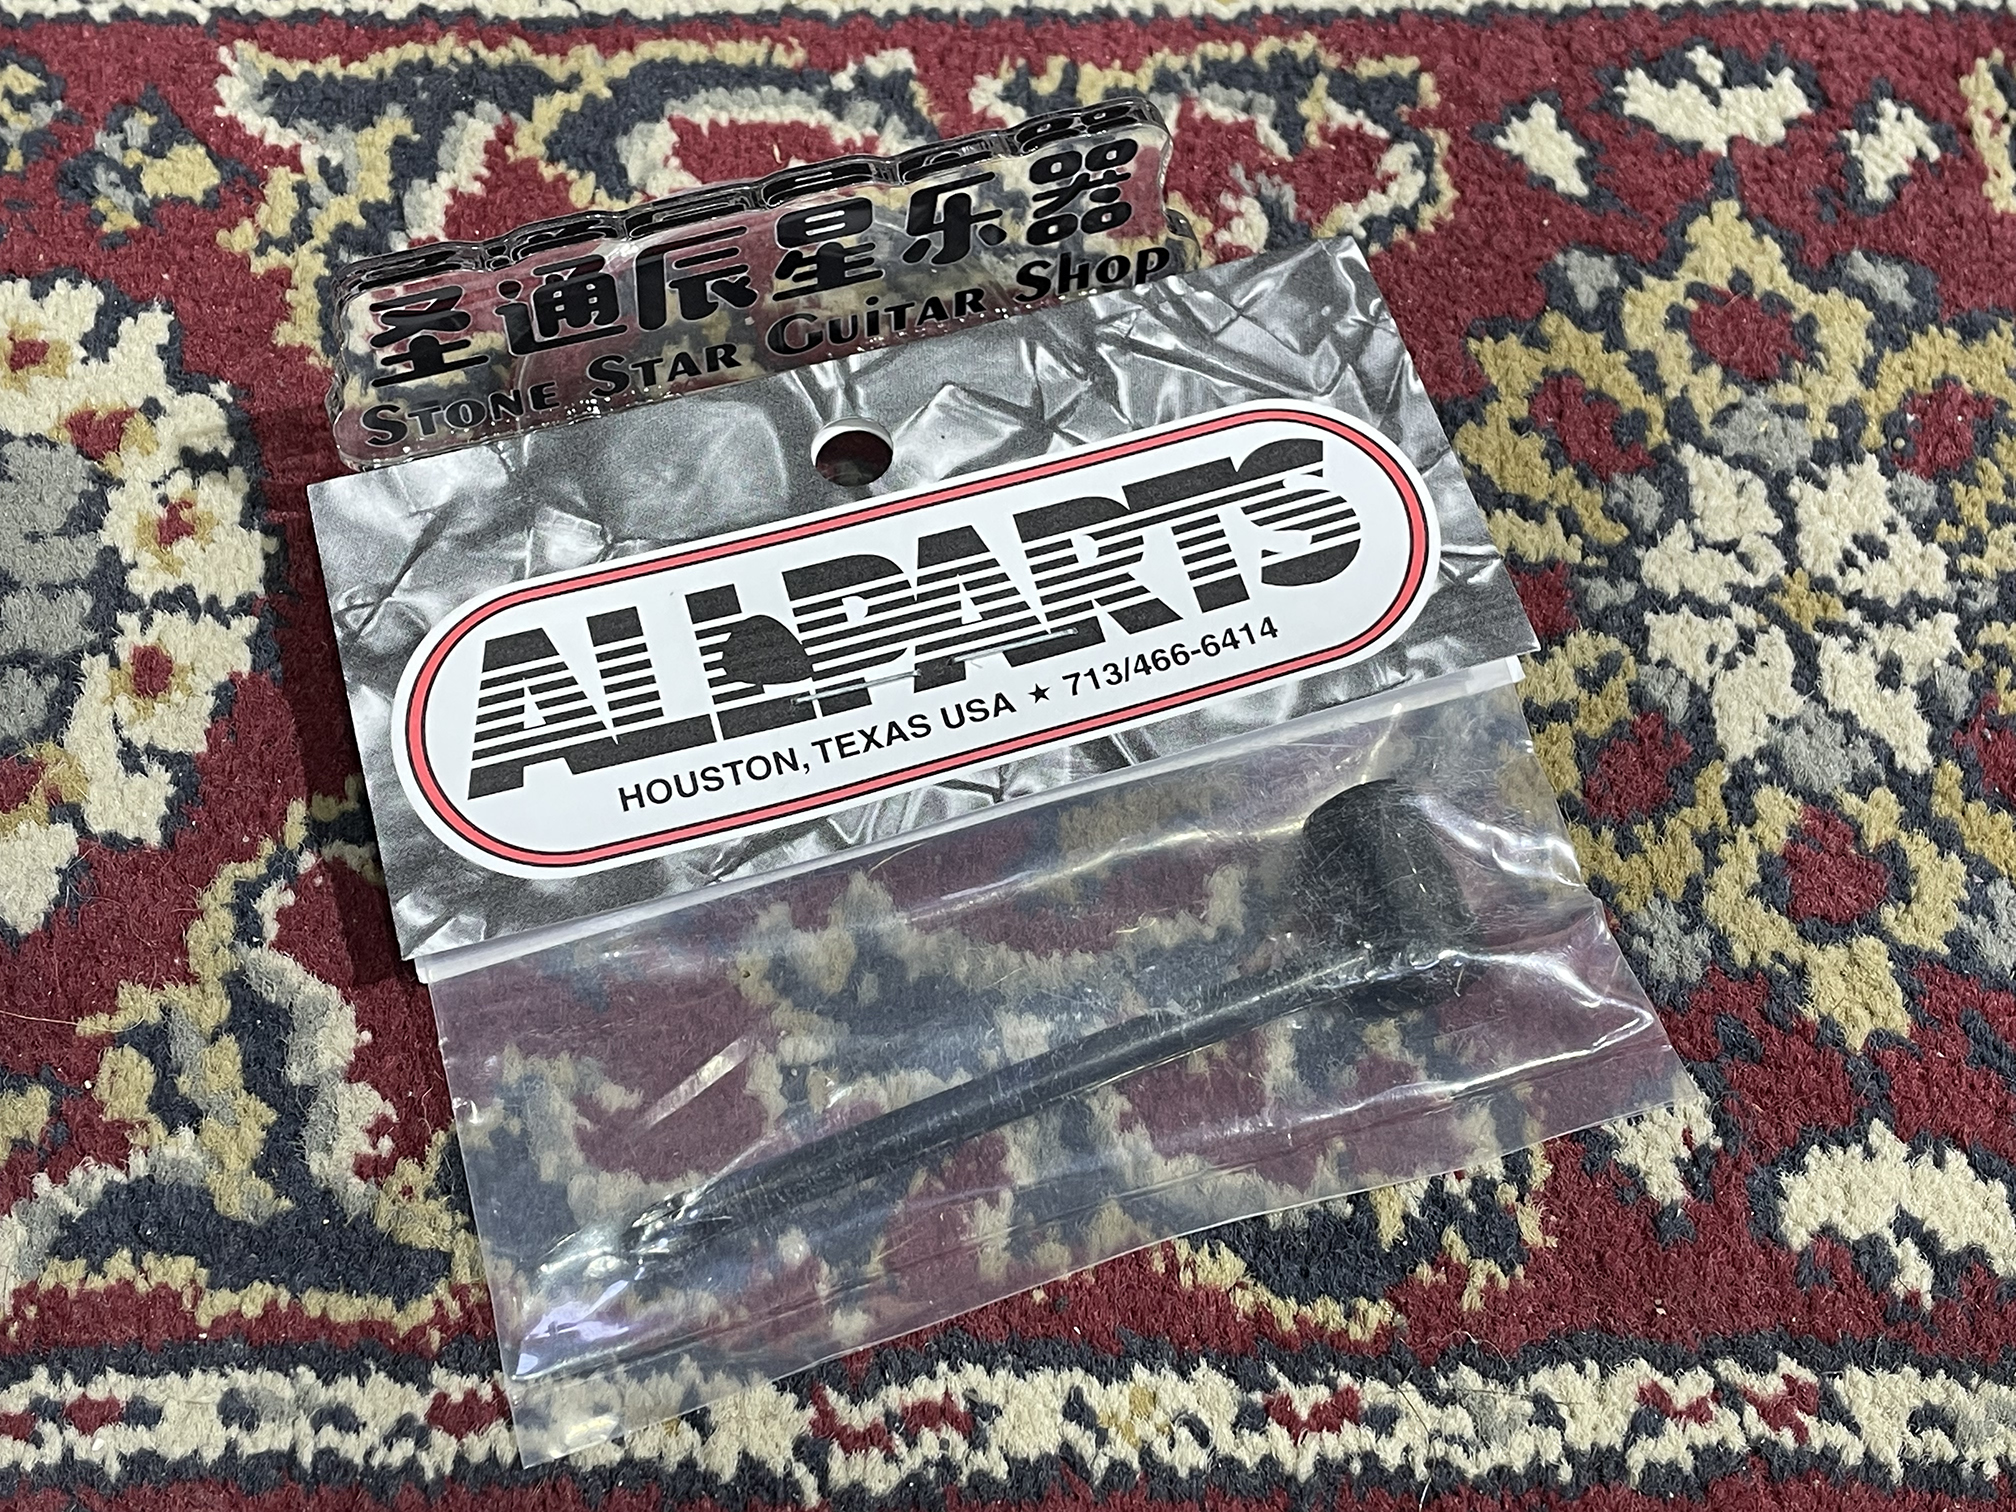 圣通辰星乐器
STONE STAR GUITAR SHOP
ALLPARTS
HOUSTON, TEXAS USA ★ 713/466-6414